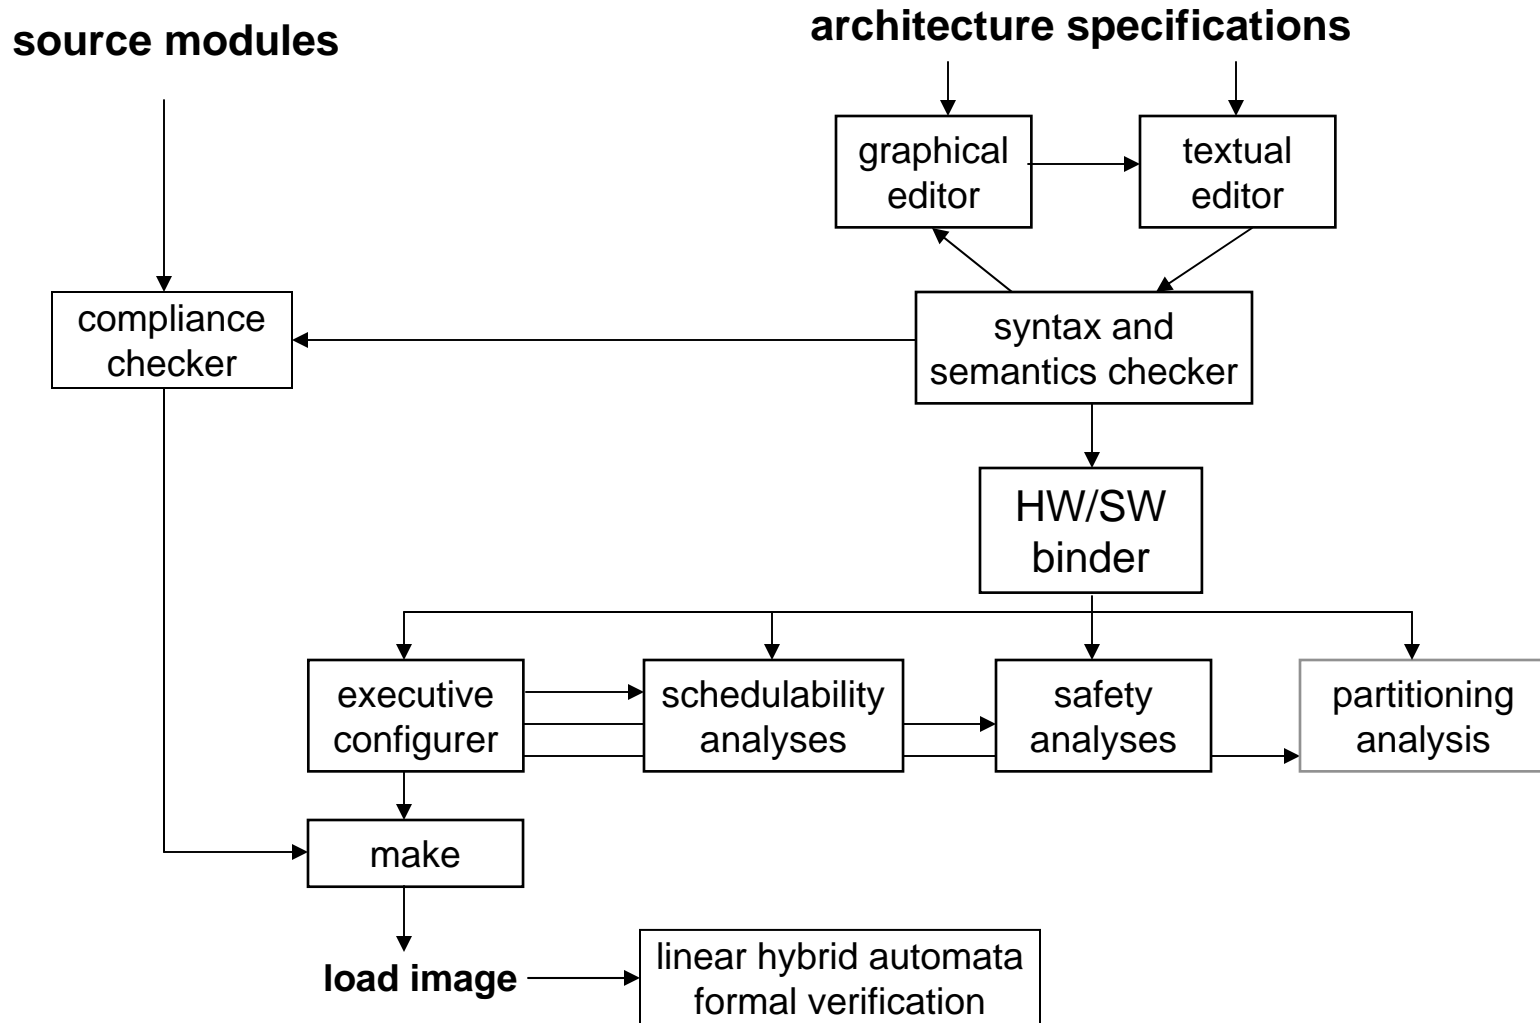 source modules
architecture specifications
graphical
editor
textual
editor
compliance
checker
syntax and
semantics checker
HW/SW
binder
executive
configurer
schedulability
analyses
safety
analyses
partitioning
analysis
make
load image
linear hybrid automata
formal verification